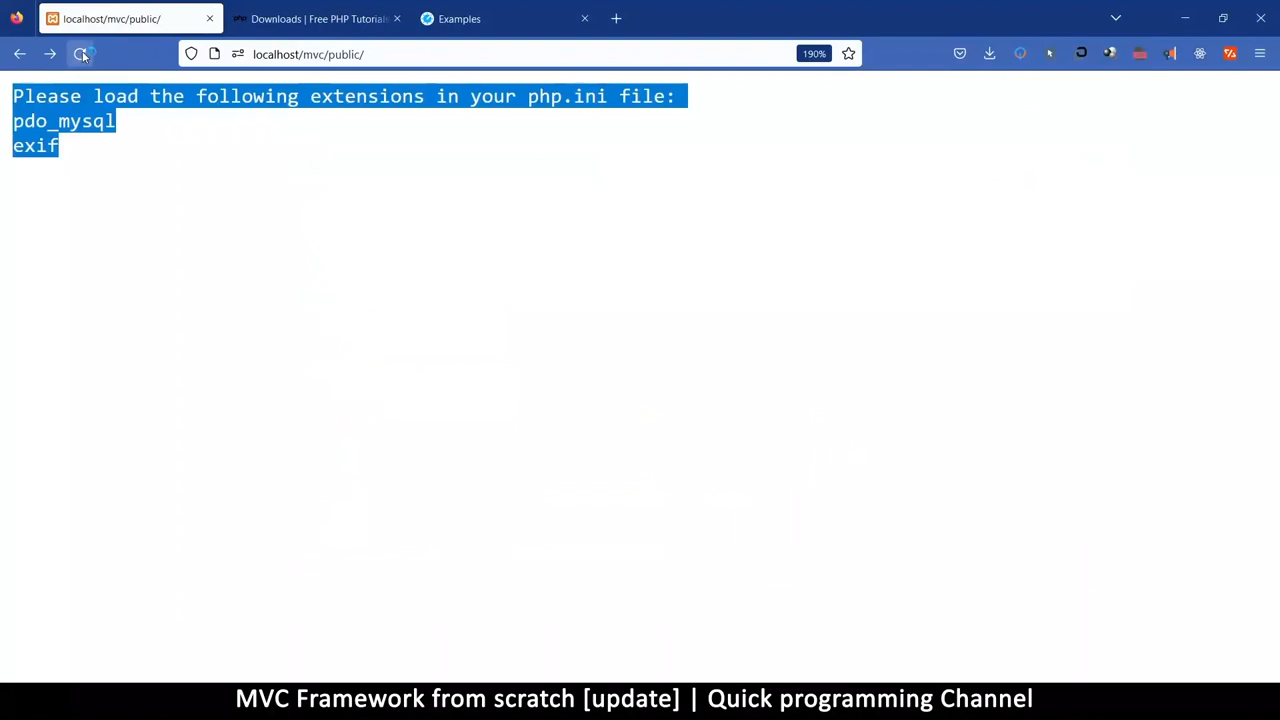 localhost/mvc/public/
Downloads | Free PHP Tutorials
Examples
localhost/mvc/public/
190%
Please load the following extensions in your php.ini file:
pdo_mysql
exif
MVC Framework from scratch [update] | Quick programming Channel